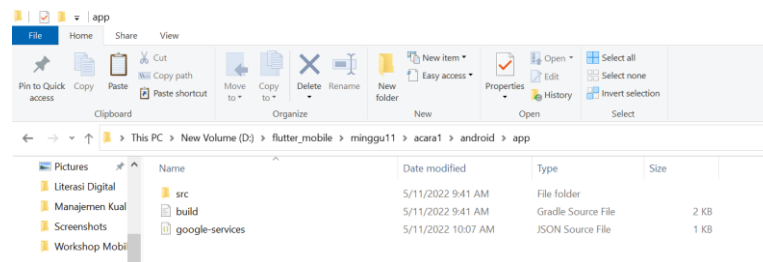 app
File Home Share View
Pin to Quick access
Copy
Paste
Cut
Copy path
Paste shortcut
Clipboard
Move to
Copy to
Delete
Rename
Organize
New folder
New item
Easy access
New
Properties
Open
Edit
History
Open
Select all
Select none
Invert selection
Select
This PC > New Volume (D:) > flutter_mobile > minggu11 > acara1 > android > app
Pictures
Literasi Digital
Manajemen Kual
Screenshots
Workshop Mobil
Name Date modified Type Size
src 5/11/2022 9:41 AM File folder
build 5/11/2022 9:41 AM Gradle Source File 2 KB
google-services 5/11/2022 10:07 AM JSON Source File 1 KB